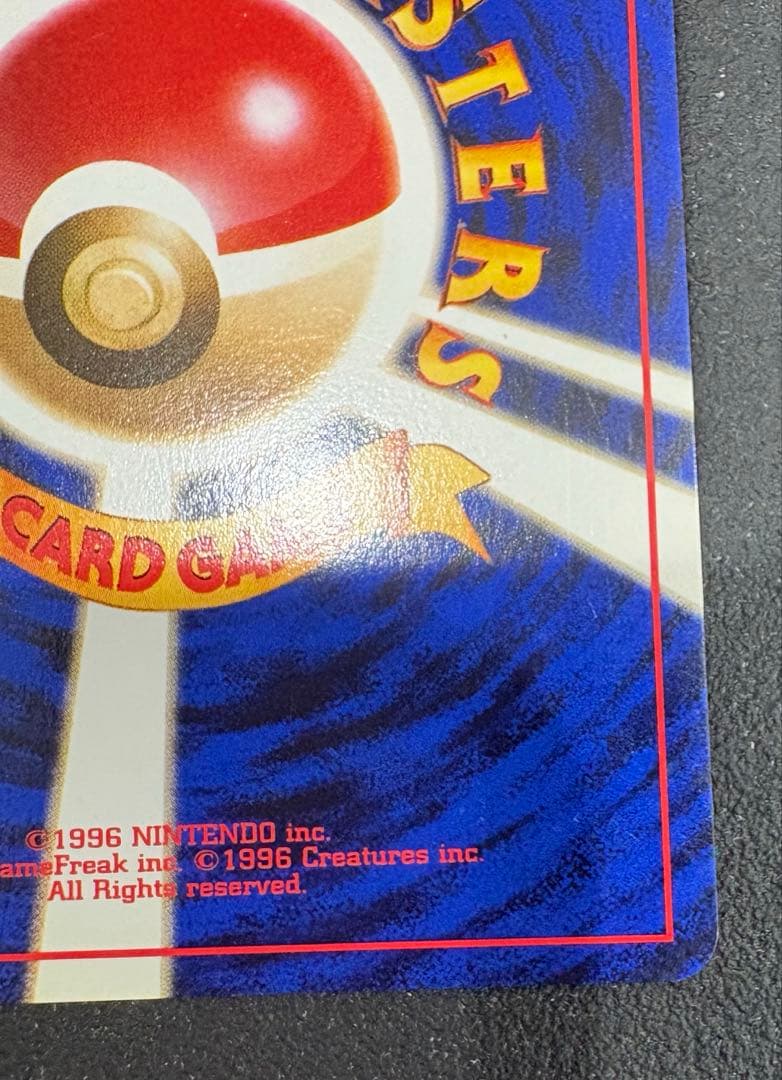 STERS
CARD GA
©1996 NINTENDO inc.
ameFreak inc. ©1996 Creatures inc.
All Rights reserved.